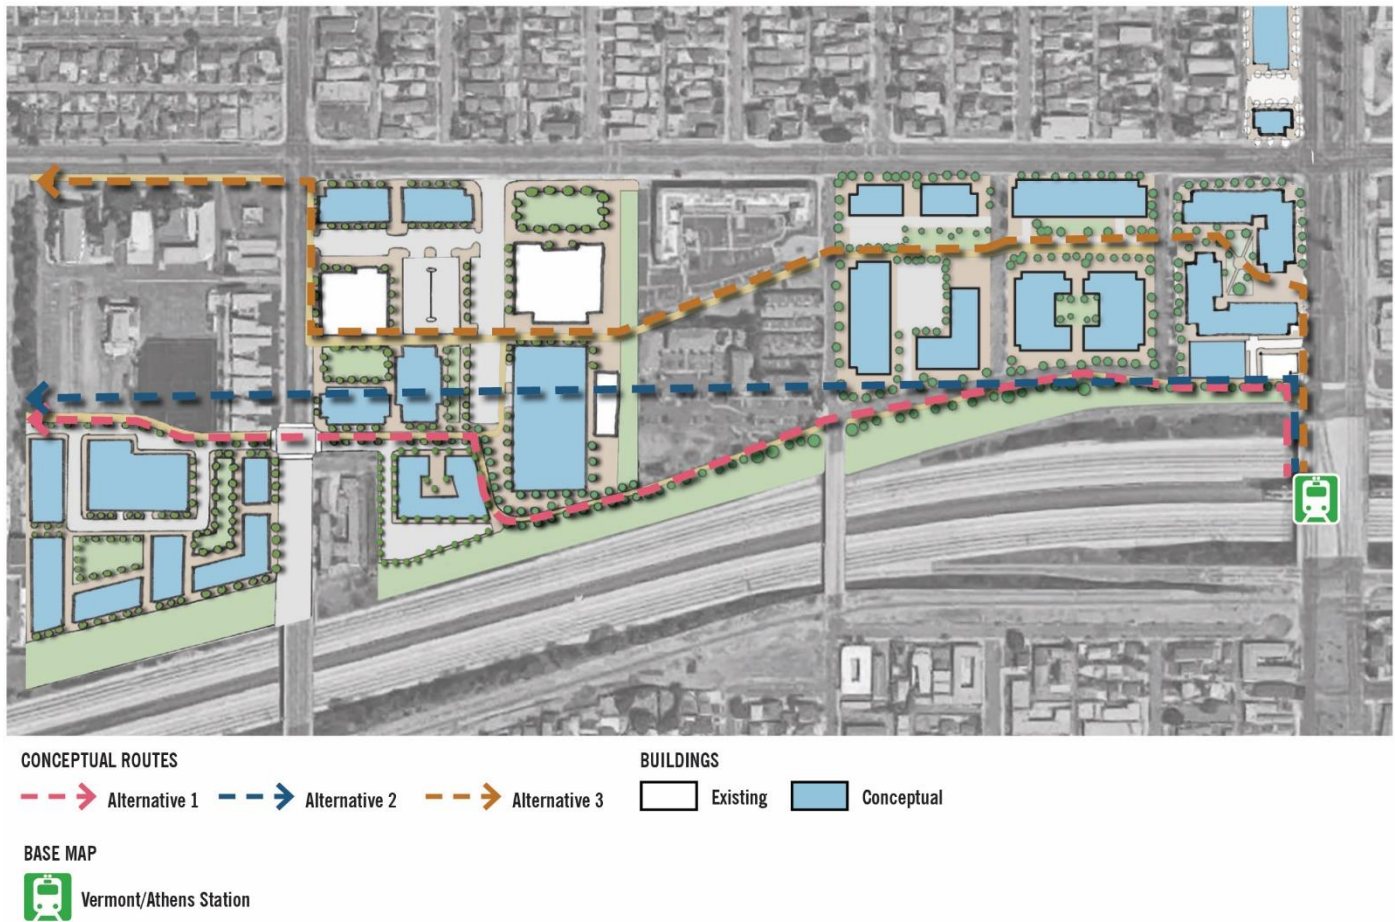 CONCEPTUAL ROUTES
Alternative 1
Alternative 2
Alternative 3
BUILDINGS
Existing
Conceptual
BASE MAP
Vermont/Athens Station